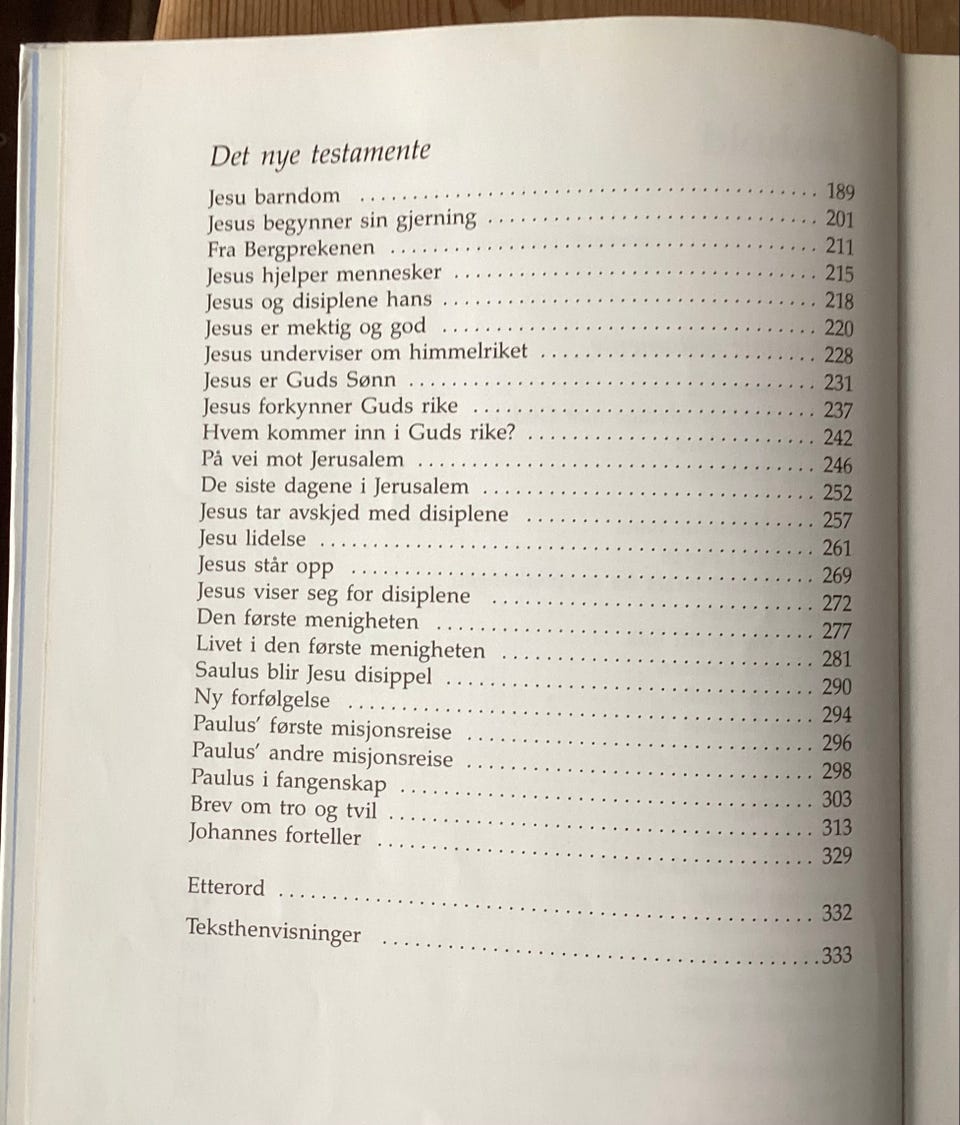 Det nye testamente
Jesu barndom ........................................ 189
Jesus begynner sin gjerning ........................................ 201
Fra Bergprekenen ........................................ 211
Jesus hjelper mennesker ........................................ 215
Jesus og disiplene hans ........................................ 218
Jesus er mektig og god ........................................ 220
Jesus underviser om himmelriket ........................................ 228
Jesus er Guds Sønn ........................................ 231
Jesus forkynner Guds rike ........................................ 237
Hvem kommer inn i Guds rike? ........................................ 242
På vei mot Jerusalem ........................................ 246
De siste dagene i Jerusalem ........................................ 252
Jesus tar avskjed med disiplene ........................................ 257
Jesu lidelse ........................................ 261
Jesus står opp ........................................ 269
Jesus viser seg for disiplene ........................................ 272
Den første menigheten ........................................ 277
Livet i den første menigheten ........................................ 281
Saulus blir Jesu disippel ........................................ 290
Ny forfølgelse ........................................ 294
Paulus’ første misjonsreise ........................................ 296
Paulus’ andre misjonsreise ........................................ 298
Paulus i fangenskap ........................................ 303
Brev om tro og tvil ........................................ 313
Johannes forteller ........................................ 329
Etterord ........................................ 332
Teksthenvisninger ........................................ 333